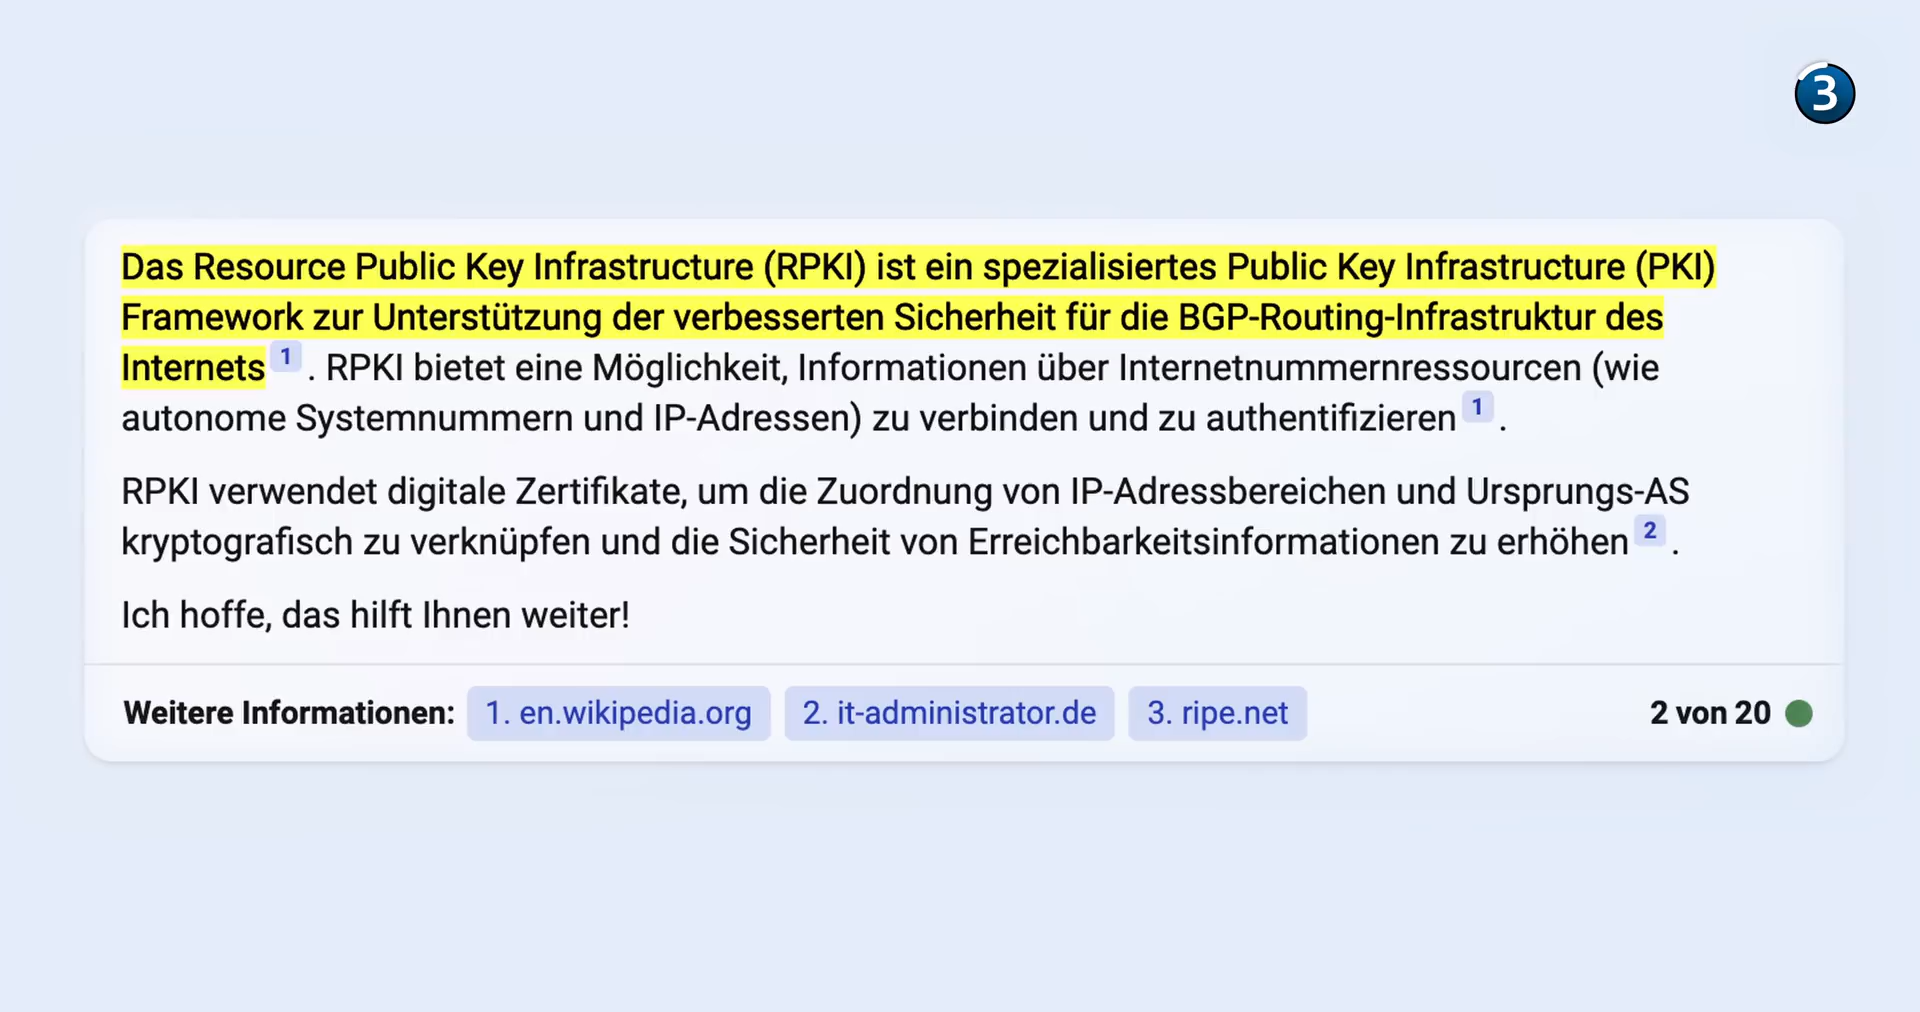 3
Das Resource Public Key Infrastructure (RPKI) ist ein spezialisiertes Public Key Infrastructure (PKI)
Framework zur Unterstützung der verbesserten Sicherheit für die BGP-Routing-Infrastruktur des
Internets 1 . RPKI bietet eine Möglichkeit, Informationen über Internetnummernressourcen (wie
autonome Systemnummern und IP-Adressen) zu verbinden und zu authentifizieren 1 .
RPKI verwendet digitale Zertifikate, um die Zuordnung von IP-Adressbereichen und Ursprungs-AS
kryptografisch zu verknüpfen und die Sicherheit von Erreichbarkeitsinformationen zu erhöhen 2 .
Ich hoffe, das hilft Ihnen weiter!
Weitere Informationen: 1. en.wikipedia.org 2. it-administrator.de 3. ripe.net 2 von 20